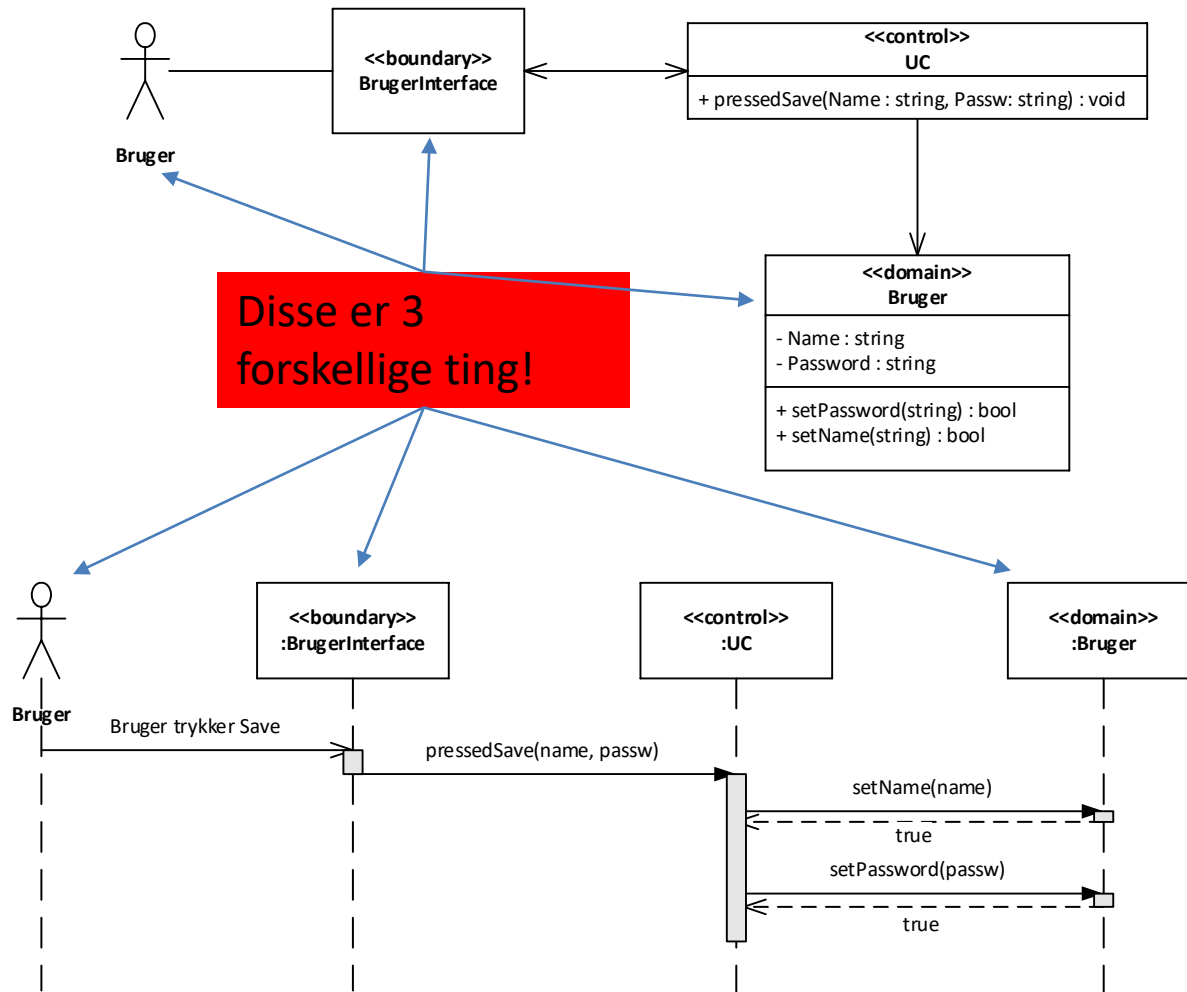 <<boundary>>
BrugerInterface
<<control>>
UC
+ pressedSave(Name : string, Passw: string) : void
Bruger
<<domain>>
Bruger
- Name : string
- Password : string
+ setPassword(string) : bool
+ setName(string) : bool
Disse er 3
forskellige ting!
<<boundary>>
:BrugerInterface
<<control>>
:UC
<<domain>>
:Bruger
Bruger
Bruger trykker Save
pressedSave(name, passw)
setName(name)
true
setPassword(passw)
true